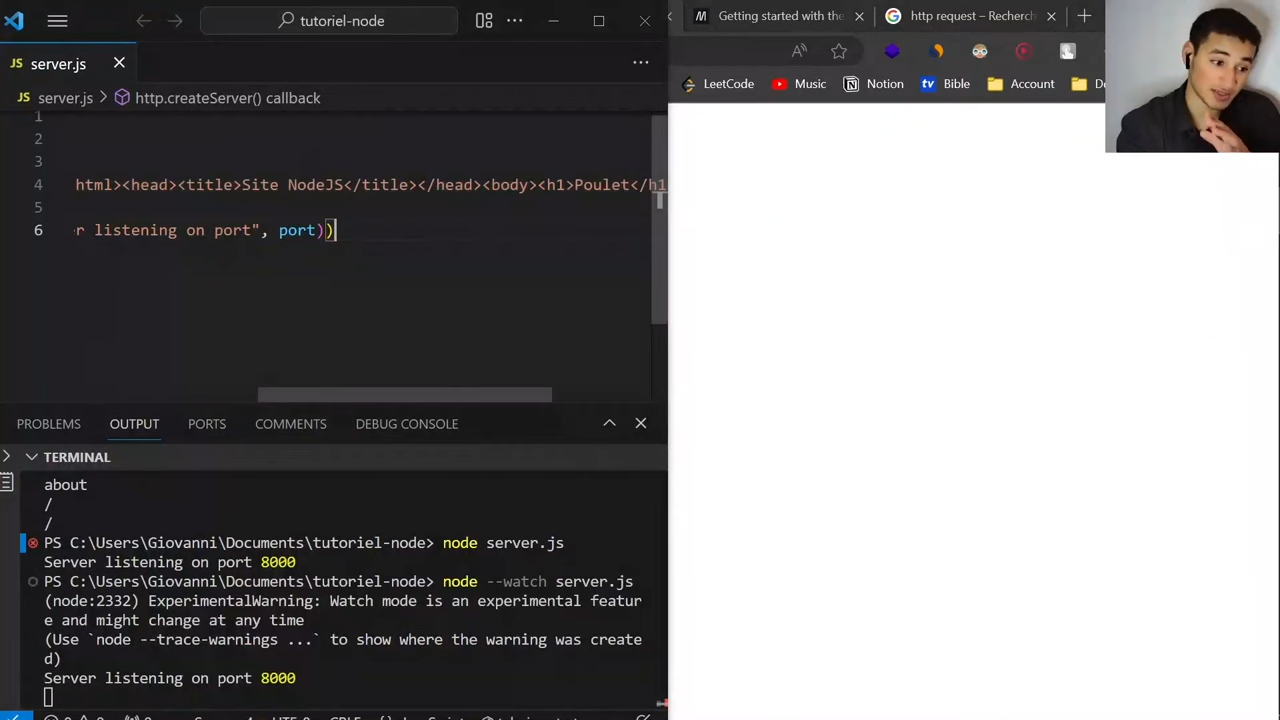 tutoriel-node
Getting started with the
http request – Recherch
JS server.js
LeetCode
Music
Notion
tv Bible
Account
JS server.js > http.createServer() callback
1
2
3
4 html><head><title>Site NodeJS</title></head><body><h1>Poulet</h1
5
6 r listening on port", port))
PROBLEMS OUTPUT PORTS COMMENTS DEBUG CONSOLE
TERMINAL
about
/
/
PS C:\Users\Giovanni\Documents\tutoriel-node> node server.js
Server listening on port 8000
PS C:\Users\Giovanni\Documents\tutoriel-node> node --watch server.js
(node:2332) ExperimentalWarning: Watch mode is an experimental featur
e and might change at any time
(Use `node --trace-warnings ...` to show where the warning was create
d)
Server listening on port 8000